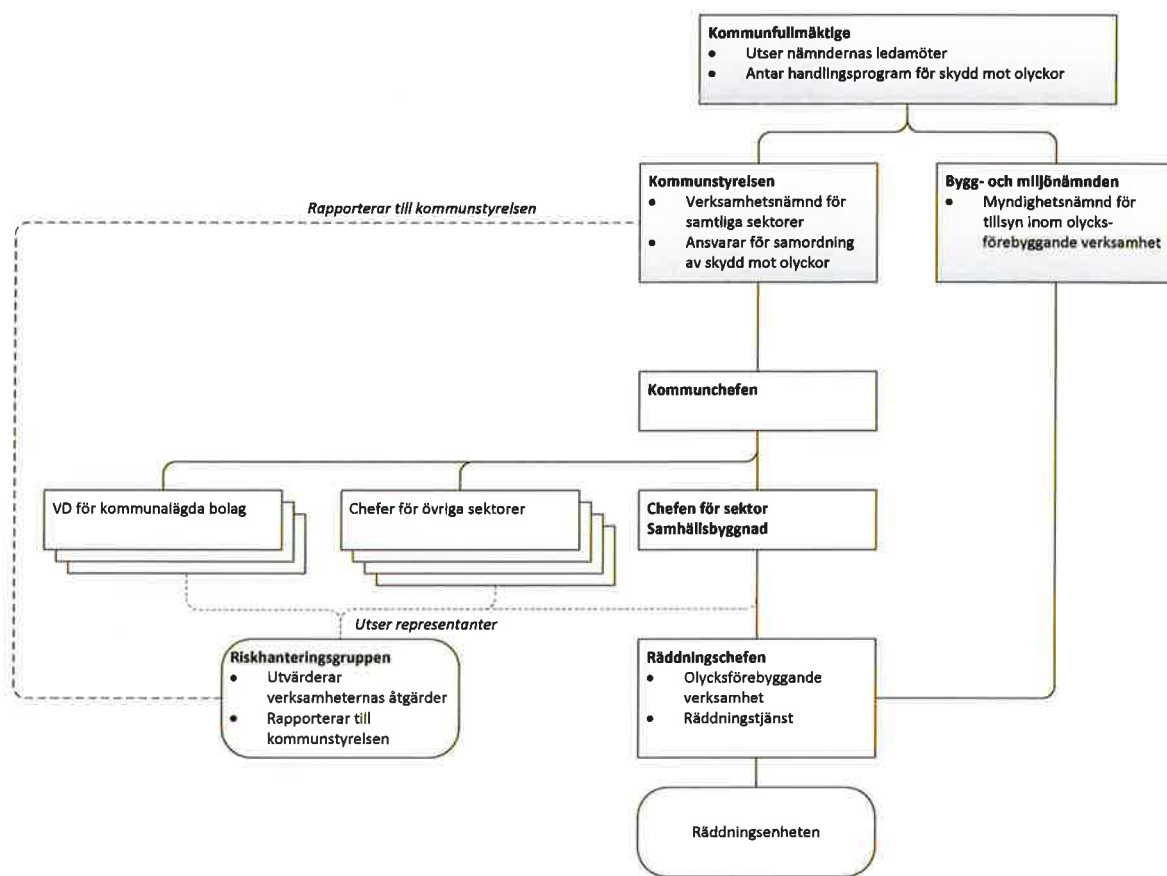 Kommunfullmäktige
• Utser nämndernas ledamöter
• Antar handlingsprogram för skydd mot olyckor
Kommunstyrelsen
• Verksamhetsnämnd för
samtliga sektorer
• Ansvarar för samordning
av skydd mot olyckor
Bygg- och miljönämnden
• Myndighetsnämnd för
tillsyn inom olycks-
förebyggande verksamhet
Rapporterar till kommunstyrelsen
Kommunchefen
VD för kommunalägda bolag
Chefer för övriga sektorer
Chefen för sektor
Samhällsbyggnad
Utser representanter
Riskhanteringsgruppen
• Utvärderar
verksamheternas åtgärder
• Rapporterar till
kommunstyrelsen
Räddningschefen
• Olycksförebyggande
verksamhet
• Räddningstjänst
Räddningsenheten